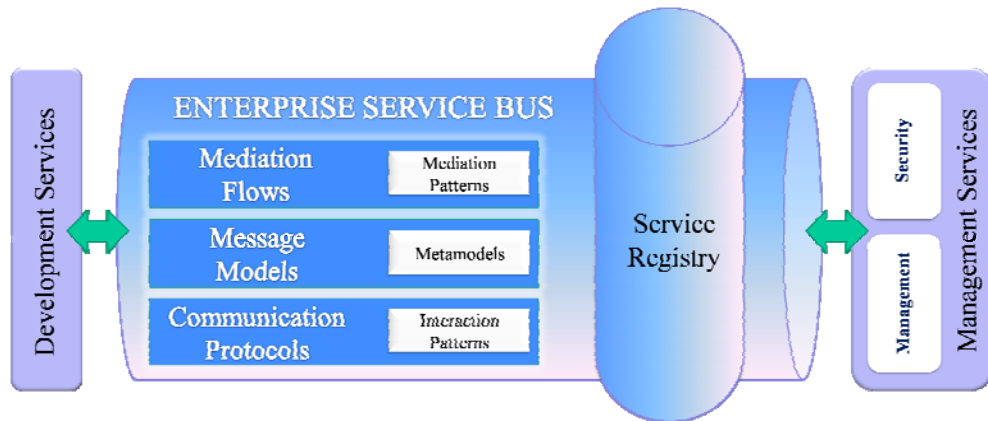 Development Services
ENTERPRISE SERVICE BUS
Mediation
Flows
Mediation
Patterns
Message
Models
Metamodels
Communication
Protocols
Interaction
Patterns
Service
Registry
Security
Management
Management Services